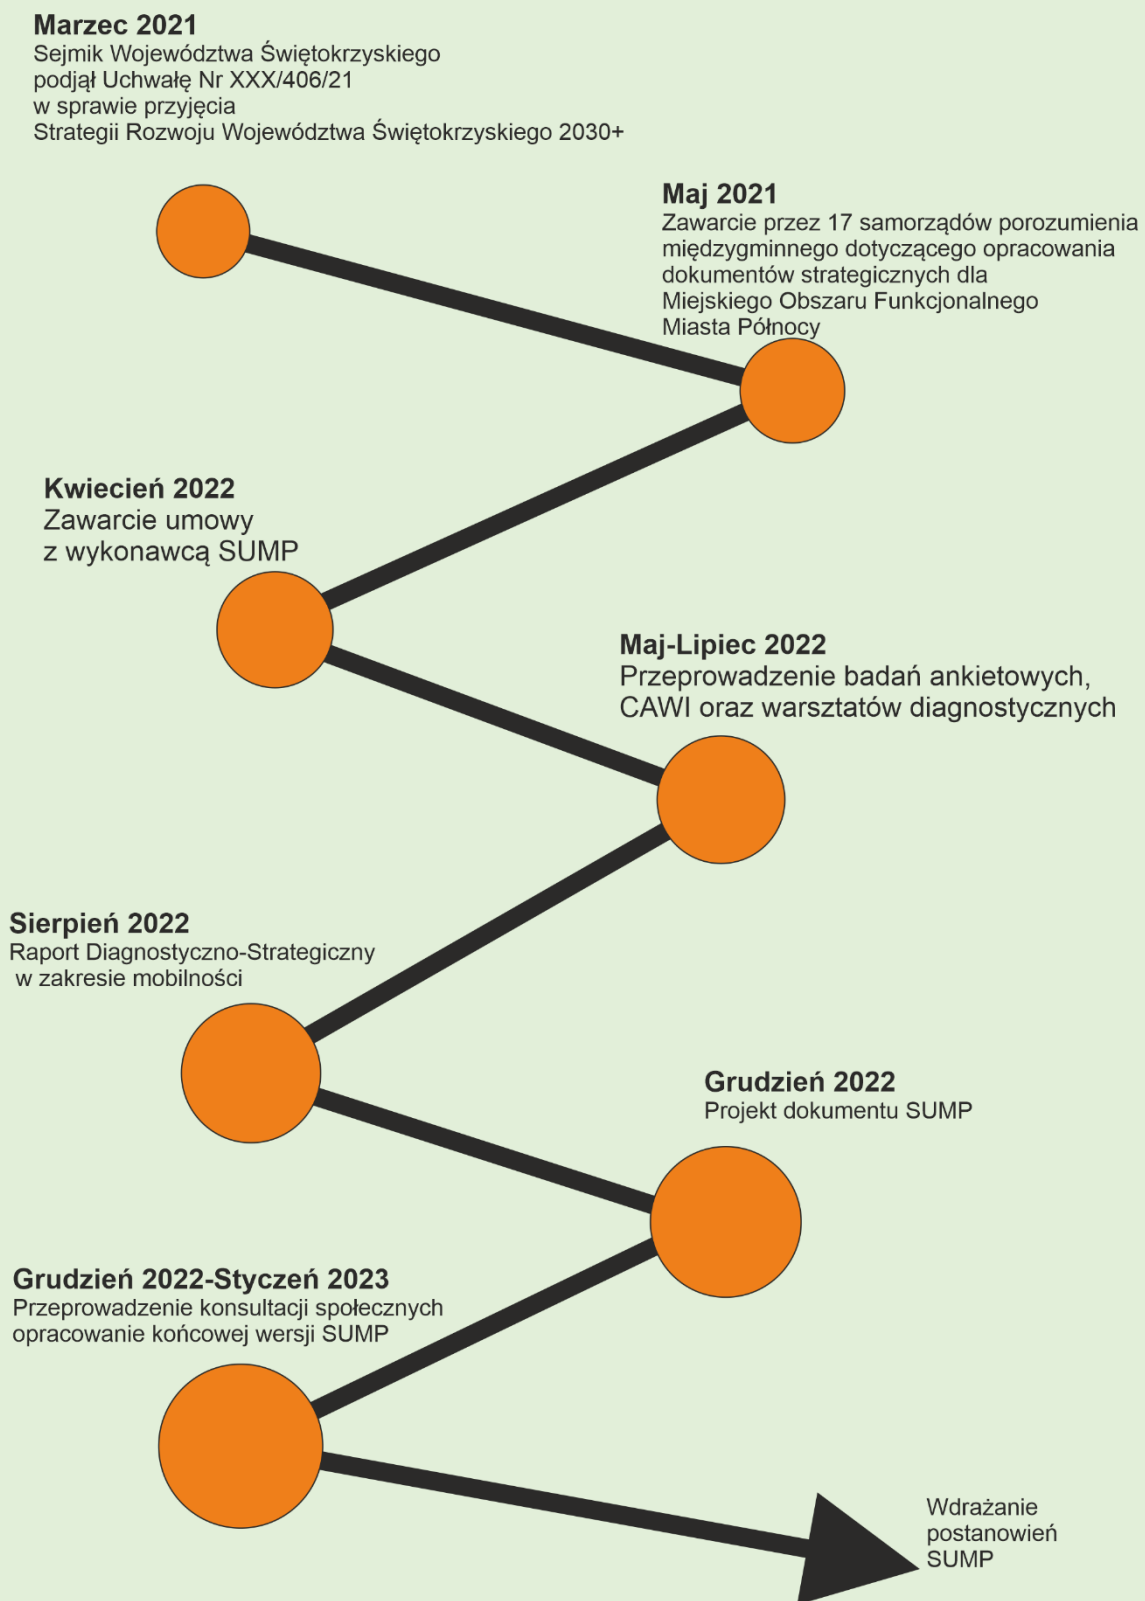 Marzec 2021
Sejmik Województwa Świętokrzyskiego
podjął Uchwałę Nr XXX/406/21
w sprawie przyjęcia
Strategii Rozwoju Województwa Świętokrzyskiego 2030+
Maj 2021
Zawarcie przez 17 samorządów porozumienia
międzygminnego dotyczącego opracowania
dokumentów strategicznych dla
Miejskiego Obszaru Funkcjonalnego
Miasta Północy
Kwiecień 2022
Zawarcie umowy
z wykonawcą SUMP
Maj-Lipiec 2022
Przeprowadzenie badań ankietowych,
CAWI oraz warsztatów diagnostycznych
Sierpień 2022
Raport Diagnostyczno-Strategiczny
w zakresie mobilności
Grudzień 2022
Projekt dokumentu SUMP
Grudzień 2022-Styczeń 2023
Przeprowadzenie konsultacji społecznych
opracowanie końcowej wersji SUMP
Wdrażanie
postanowień
SUMP